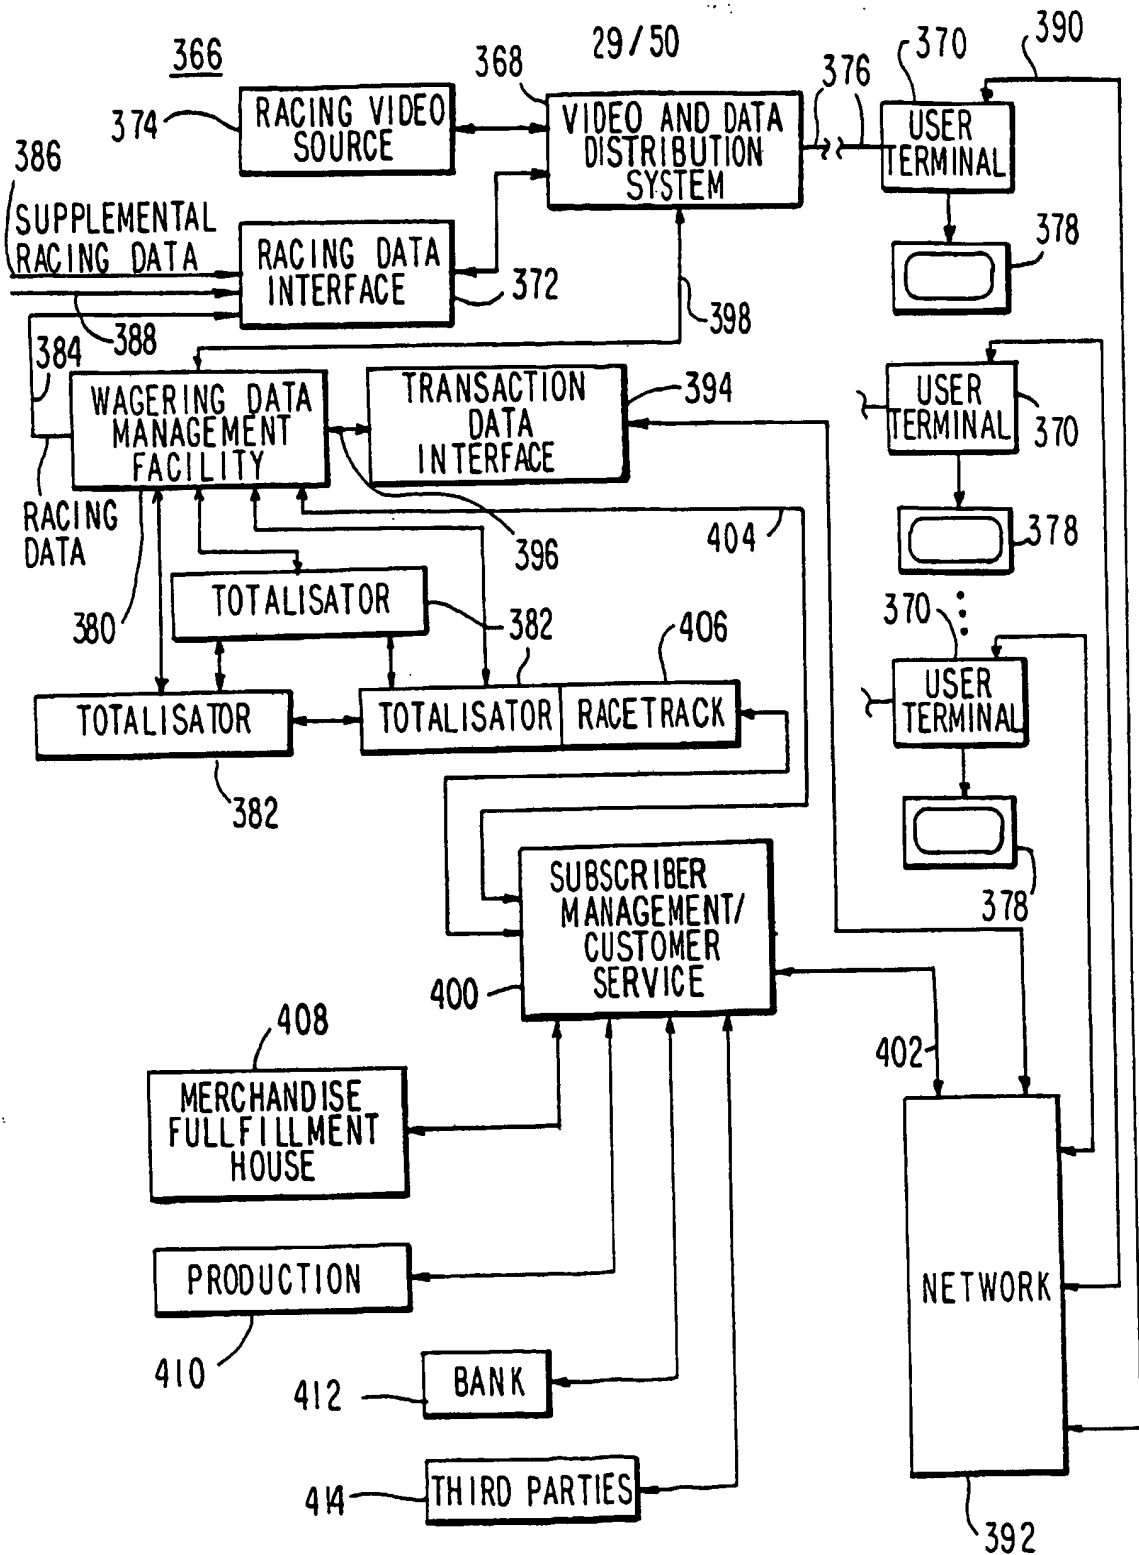 29/50
366
368
370
390
376
374
RACING VIDEO
SOURCE
VIDEO AND DATA
DISTRIBUTION
SYSTEM
USER
TERMINAL
386
SUPPLEMENTAL
RACING DATA
RACING DATA
INTERFACE
372
378
388
398
384
WAGERING DATA
MANAGEMENT
FACILITY
TRANSACTION
DATA
INTERFACE
394
USER
TERMINAL
370
RACING
DATA
396
404
378
TOTALISATOR
380
382
406
370
USER
TERMINAL
TOTALISATOR
TOTALISATOR
RACETRACK
382
378
SUBSCRIBER
MANAGEMENT/
CUSTOMER
SERVICE
400
408
402
MERCHANDISE
FULLFILLMENT
HOUSE
PRODUCTION
NETWORK
410
BANK
412
THIRD PARTIES
414
392